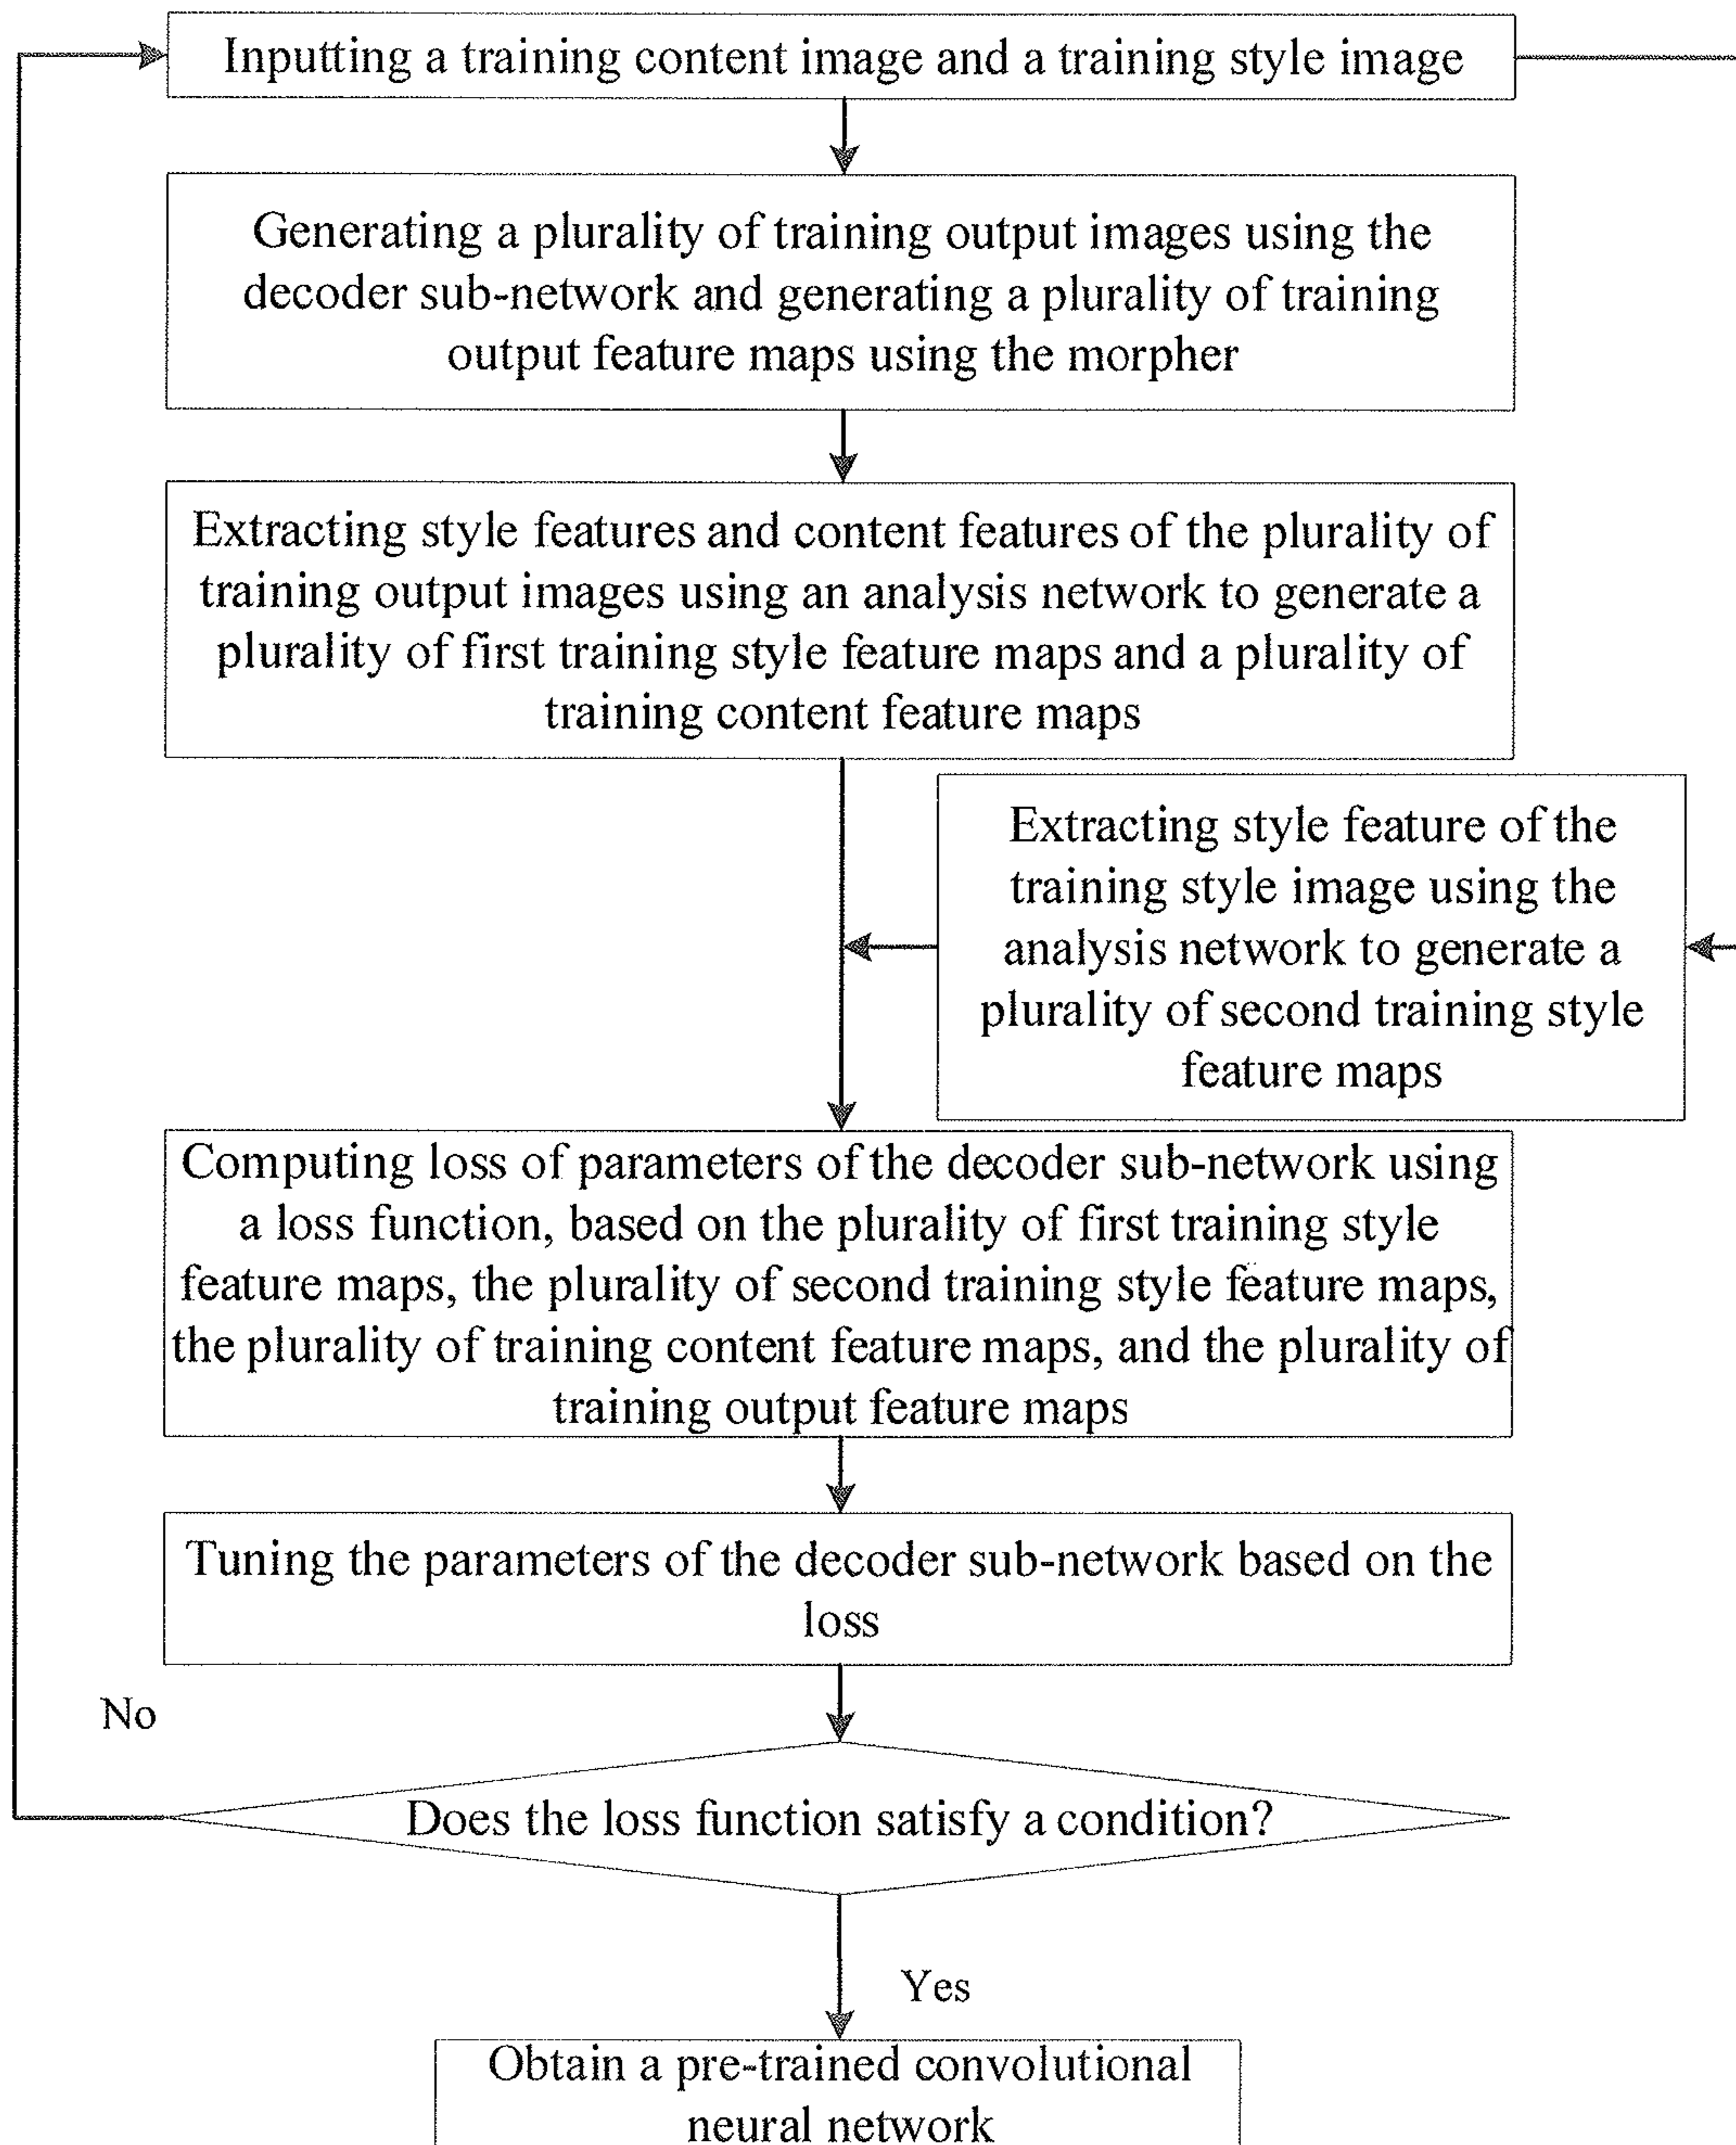 Inputting a training content image and a training style image
Generating a plurality of training output images using the
decoder sub-network and generating a plurality of training
output feature maps using the morpher
Extracting style features and content features of the plurality of
training output images using an analysis network to generate a
plurality of first training style feature maps and a plurality of
training content feature maps
Extracting style feature of the
training style image using the
analysis network to generate a
plurality of second training style
feature maps
Computing loss of parameters of the decoder sub-network using
a loss function, based on the plurality of first training style
feature maps, the plurality of second training style feature maps,
the plurality of training content feature maps, and the plurality of
training output feature maps
Tuning the parameters of the decoder sub-network based on the
loss
No
Does the loss function satisfy a condition?
Yes
Obtain a pre-trained convolutional
neural network